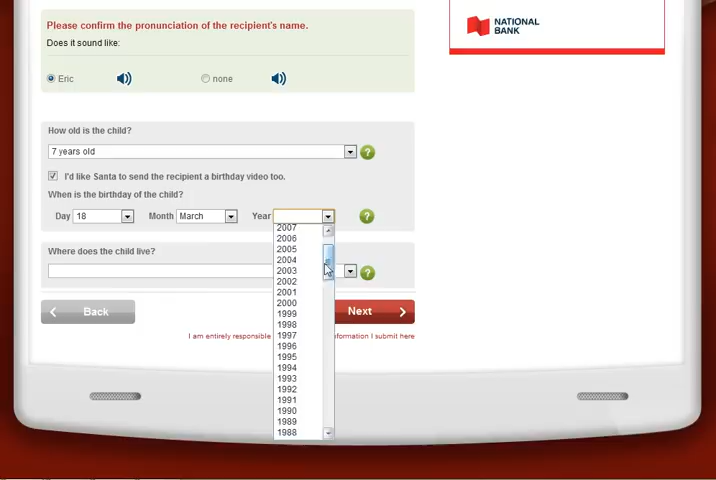 Please confirm the pronunciation of the recipient's name.
Does it sound like:
Eric
none
NATIONAL
BANK
How old is the child?
7 years old
?
I'd like Santa to send the recipient a birthday video too.
When is the birthday of the child?
Day 18 Month March Year
?
2007
2006
2005
2004
2003
2002
2001
2000
1999
1998
1997
1996
1995
1994
1993
1992
1991
1990
1989
1988
Where does the child live?
?
Back
Next
I am entirely responsible
formation I submit here